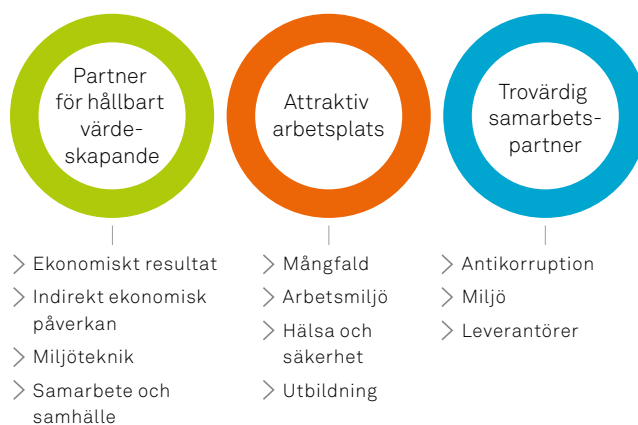 Partner
för hållbart
värde-
skapande
Attraktiv
arbetsplats
Trovärdig
samarbets-
partner
Ekonomiskt resultat
Indirekt ekonomisk
påverkan
Miljöteknik
Samarbete och
samhälle
Mångfald
Arbetsmiljö
Hälsa och
säkerhet
Utbildning
Antikorruption
Miljö
Leverantörer